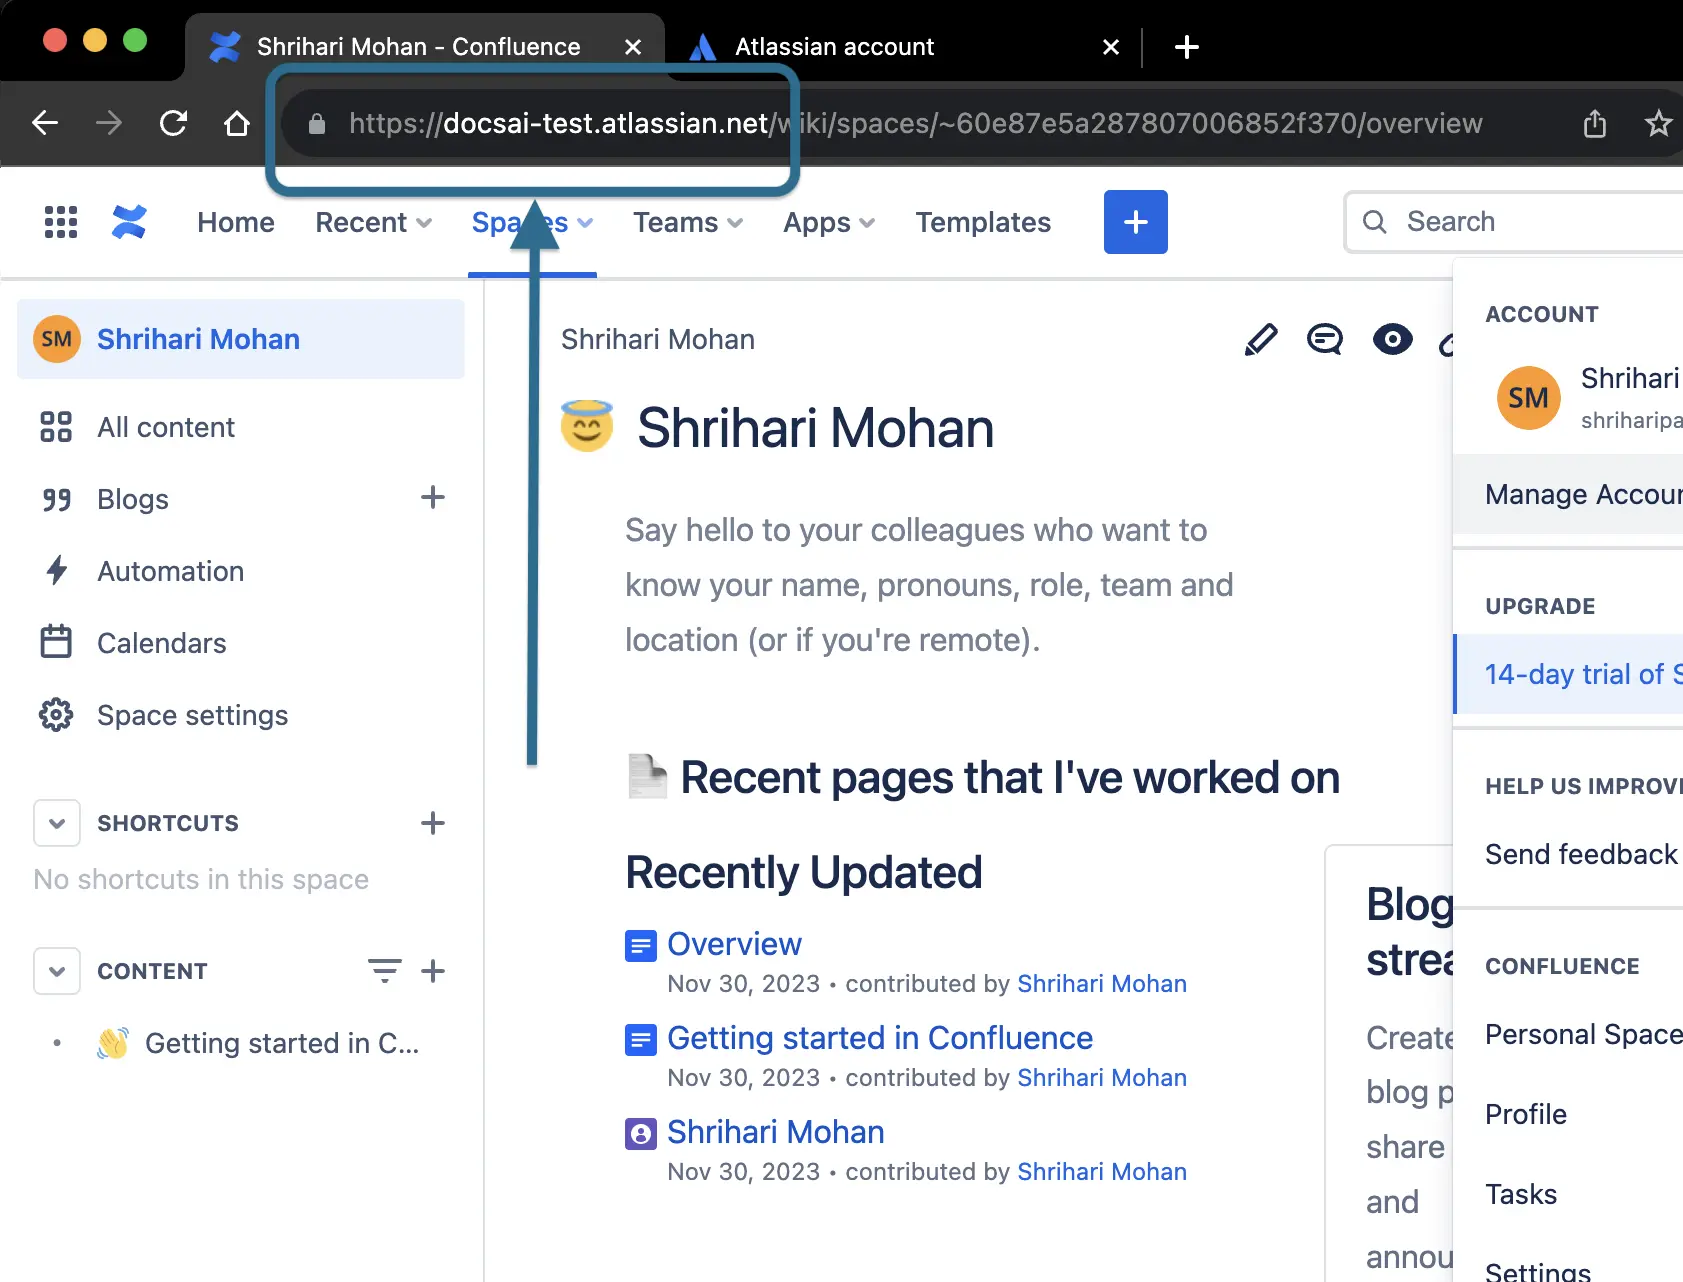 Shrihari Mohan - Confluence
Atlassian account
https://docsai-test.atlassian.net/wiki/spaces/~60e87e5a287807006852f370/overview
Home Recent Spaces Teams Apps Templates
Search
SM Shrihari Mohan
All content
Blogs
Automation
Calendars
Space settings
SHORTCUTS
No shortcuts in this space
CONTENT
Getting started in C...
Shrihari Mohan
Shrihari Mohan
Say hello to your colleagues who want to
know your name, pronouns, role, team and
location (or if you're remote).
Recent pages that I've worked on
Recently Updated
Overview
Nov 30, 2023 • contributed by Shrihari Mohan
Getting started in Confluence
Nov 30, 2023 • contributed by Shrihari Mohan
Shrihari Mohan
Nov 30, 2023 • contributed by Shrihari Mohan
Blog
strea
Create
blog p
share
and
annou
ACCOUNT
SM
Shrihari
shriharipa
Manage Accoun
UPGRADE
14-day trial of S
HELP US IMPROVE
Send feedback
CONFLUENCE
Personal Space
Profile
Tasks
Settings